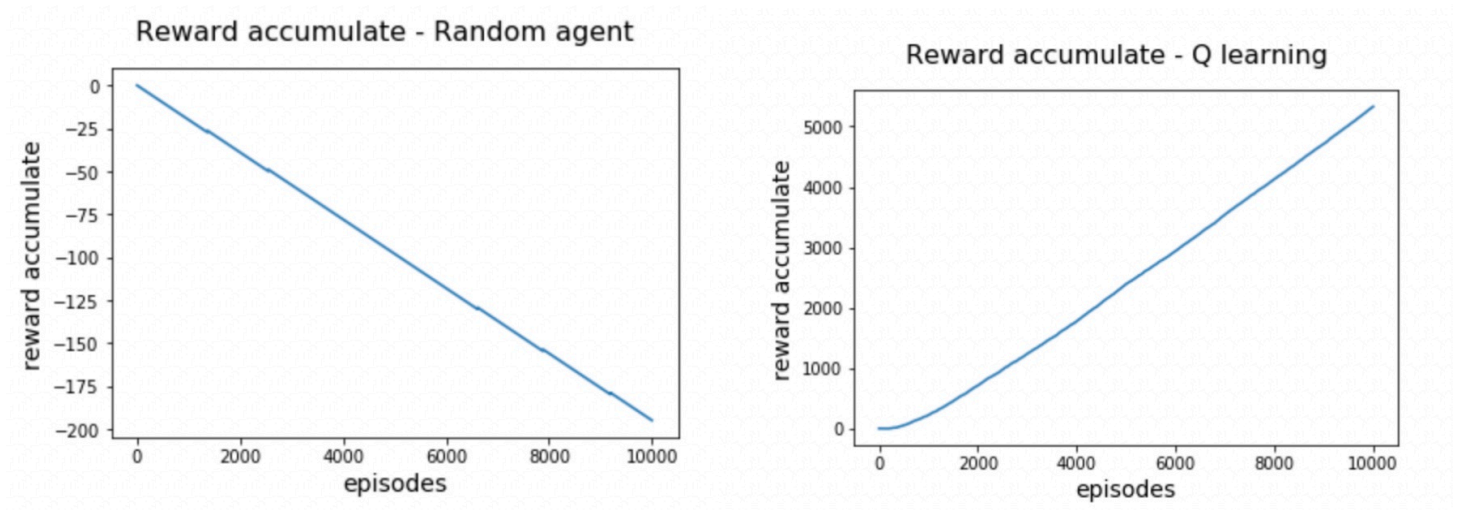 Reward accumulate - Random agent
0
−25
−50
−75
−100
−125
−150
−175
−200
reward accumulate
0 2000 4000 6000 8000 10000
episodes
Reward accumulate - Q learning
5000
4000
3000
2000
1000
0
reward accumulate
0 2000 4000 6000 8000 10000
episodes